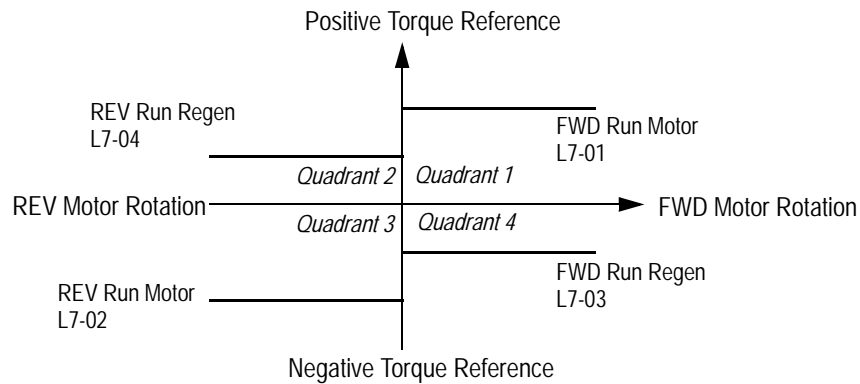 Positive Torque Reference
REV Run Regen
L7-04
FWD Run Motor
L7-01
Quadrant 2
Quadrant 1
REV Motor Rotation
FWD Motor Rotation
Quadrant 3
Quadrant 4
REV Run Motor
L7-02
FWD Run Regen
L7-03
Negative Torque Reference